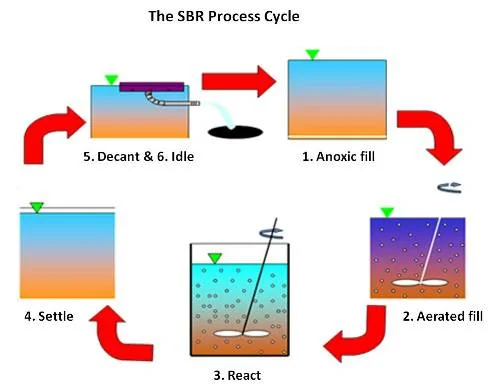 The SBR Process Cycle
5. Decant & 6. Idle
1. Anoxic fill
4. Settle
2. Aerated fill
3. React